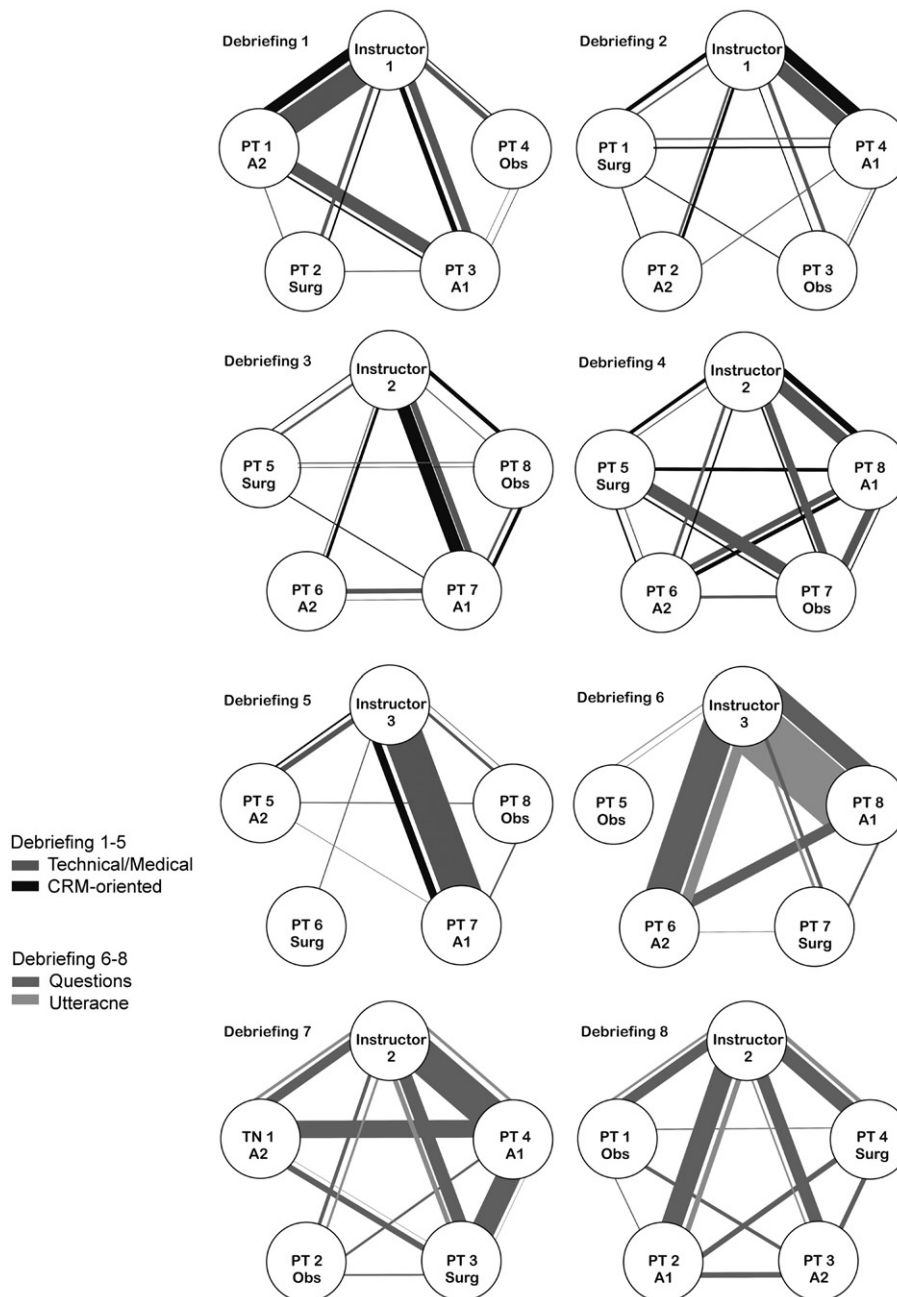 Debriefing 1
Instructor
1
PT 1
A2
PT 4
Obs
PT 2
Surg
PT 3
A1
Debriefing 2
Instructor
1
PT 1
Surg
PT 4
A1
PT 2
A2
PT 3
Obs
Debriefing 3
Instructor
2
PT 5
Surg
PT 8
Obs
PT 6
A2
PT 7
A1
Debriefing 4
Instructor
2
PT 5
Surg
PT 8
A1
PT 6
A2
PT 7
Obs
Debriefing 5
Instructor
3
PT 5
A2
PT 8
Obs
PT 6
Surg
PT 7
A1
Debriefing 6
Instructor
3
PT 5
Obs
PT 8
A1
PT 6
A2
PT 7
Surg
Debriefing 1-5
Technical/Medical
CRM-oriented
Debriefing 6-8
Questions
Utteracne
Debriefing 7
Instructor
2
TN 1
A2
PT 4
A1
PT 2
Obs
PT 3
Surg
Debriefing 8
Instructor
2
PT 1
Obs
PT 4
Surg
PT 2
A1
PT 3
A2